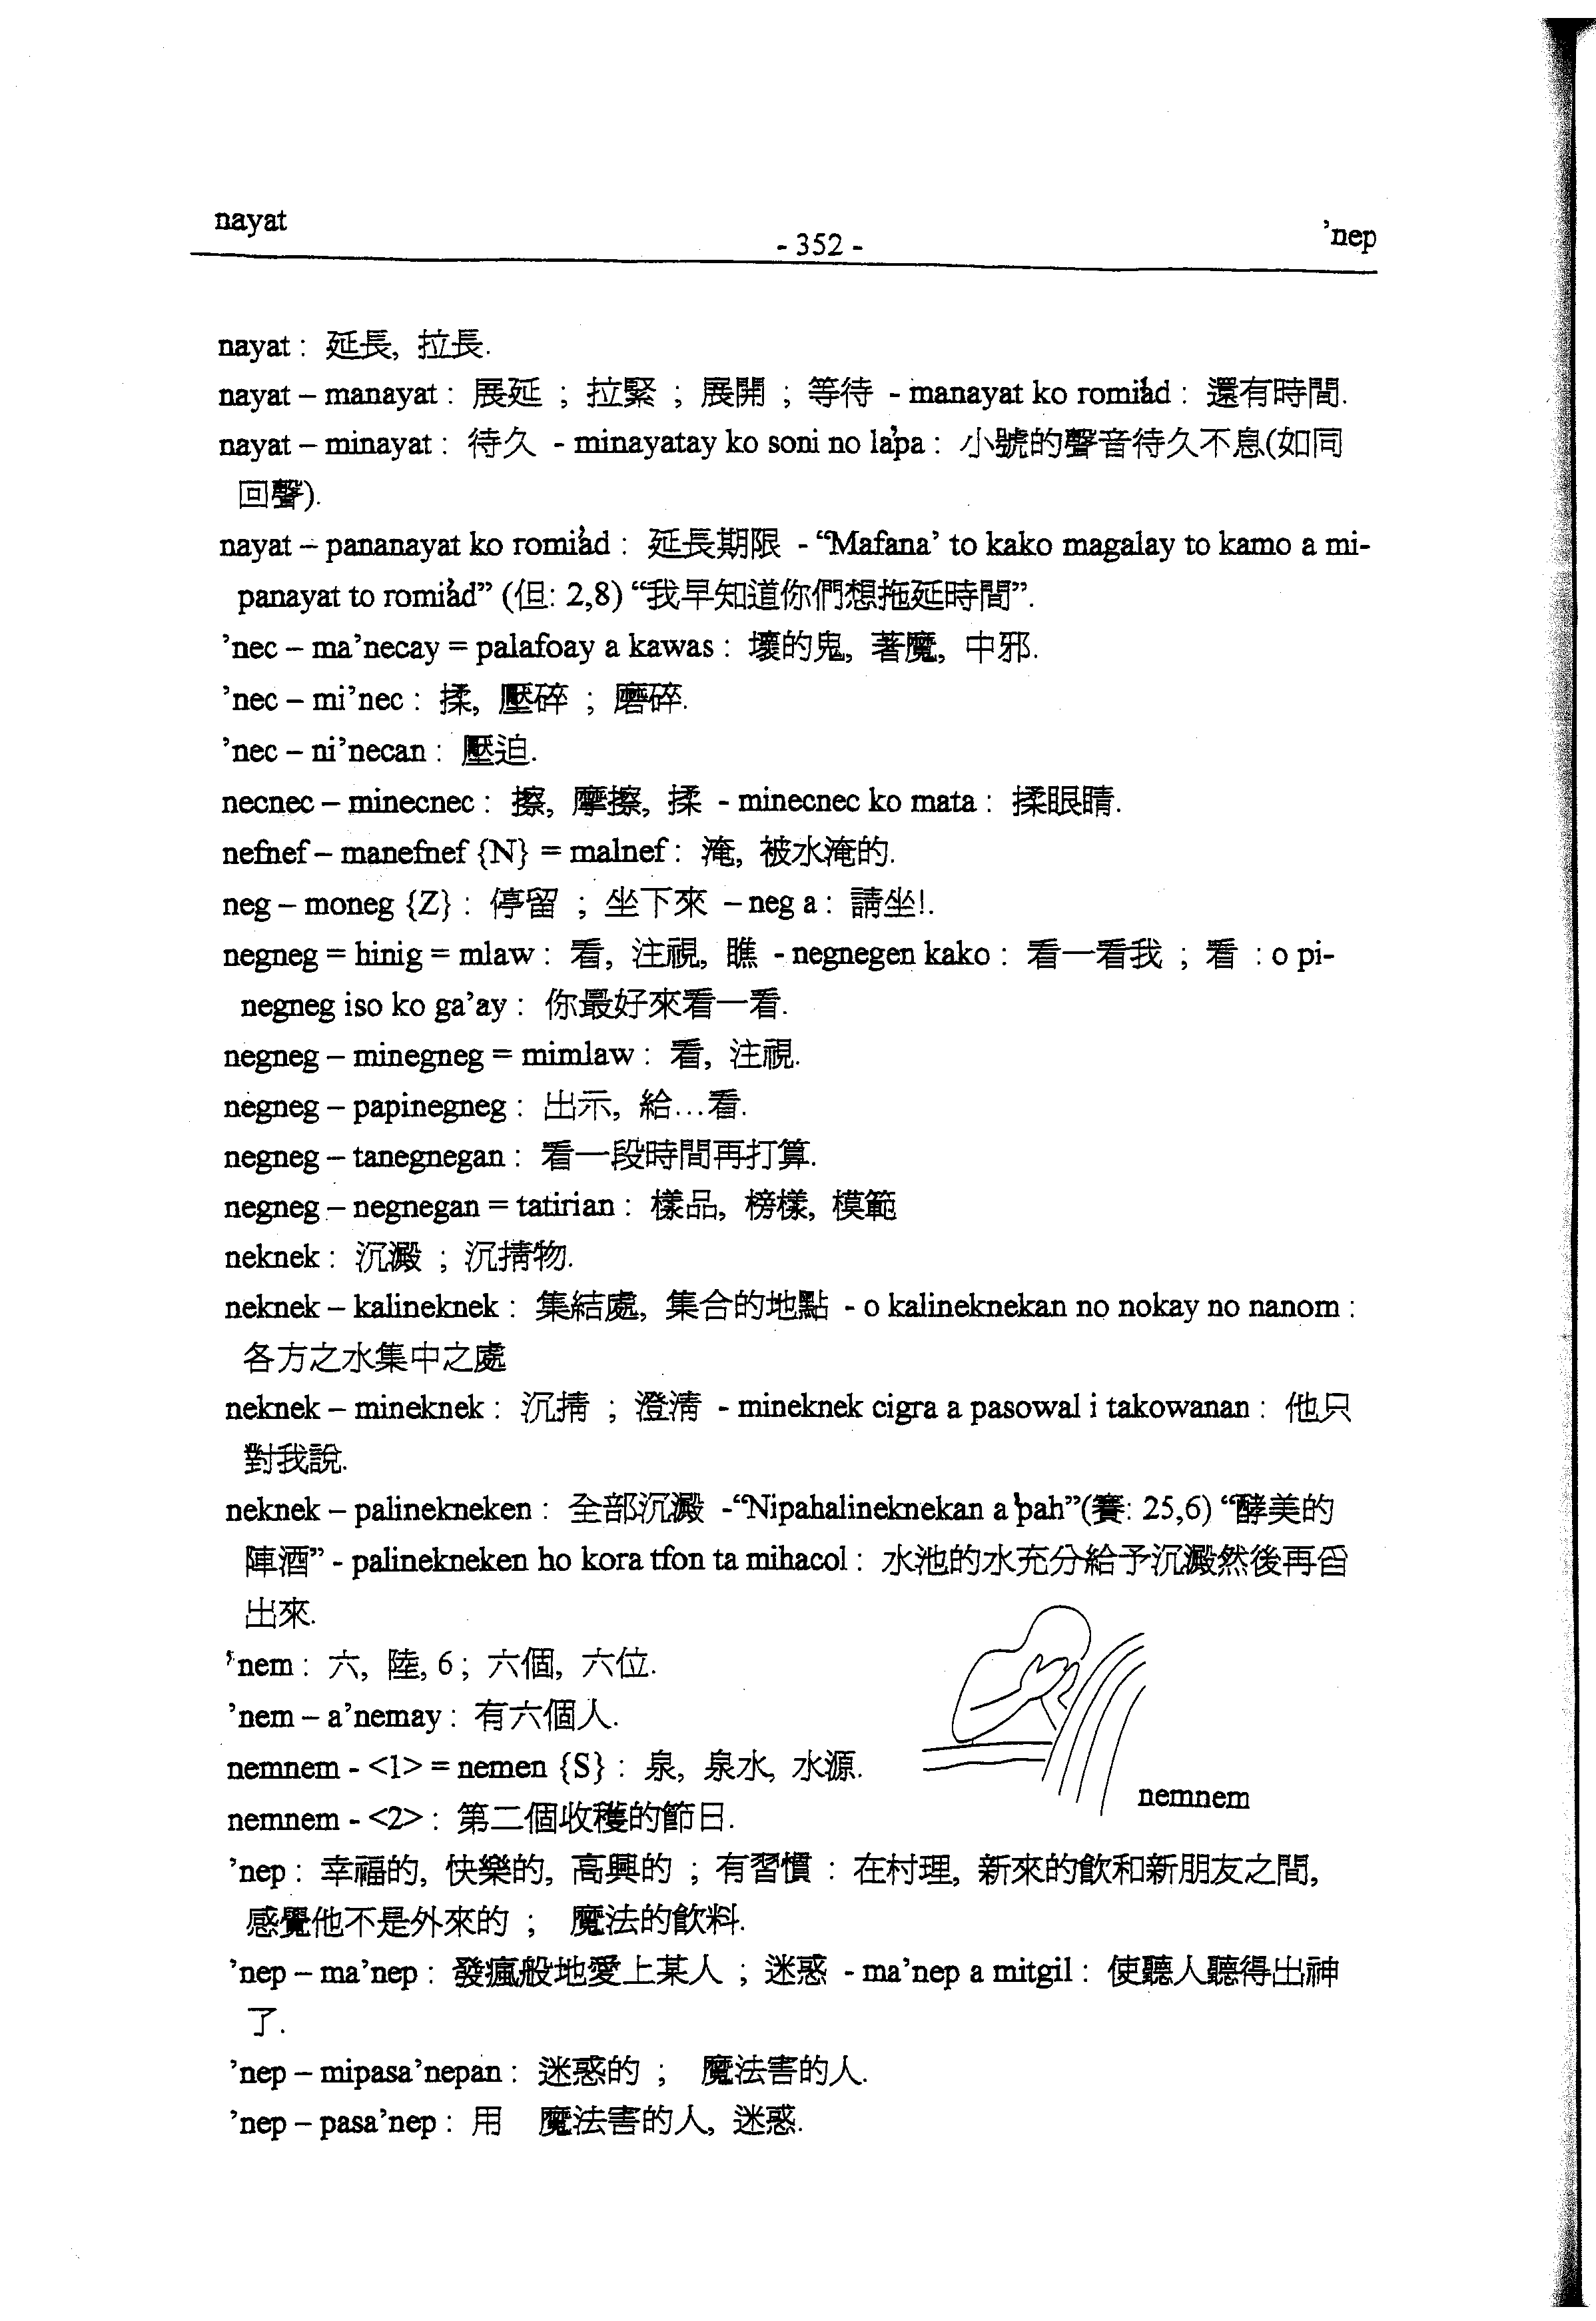 nayat
- 352 -
’nep
nayat : 延長, 拉長.
nayat – manayat : 展延 ; 拉緊 ; 展開 ; 等待 - manayat ko romi’ad : 還有時間.
nayat – minayat : 待久 - minayatay ko soni no la’pa : 小號的聲音待久不息(如同
回聲).
nayat – pananayat ko romi’ad : 延長期限 - “Mafana’ to kako magalay to kamo a mi-
panayat to romi’ad” (但: 2,8) “我早知道你們想拖延時間”.
’nec – ma’necay = palafoay a kawas : 壞的鬼, 著魔, 中邪.
’nec – mi’nec : 揉, 壓碎 ; 磨碎.
’nec – ni’necan : 壓迫.
necnec – minecnec : 擦, 摩擦, 揉 - minecnec ko mata : 揉眼睛.
nefnef – manefnef {N} = malnef : 淹, 被水淹的.
neg – moneg {Z} : 停留 ; 坐下來 – neg a : 請坐!.
negneg = hinig = mlaw : 看, 注視, 瞧 - negnegen kako : 看一看我 ; 看 : o pi-
negneg iso ko ga’ay : 你最好來看一看.
negneg – minegneg = mimlaw : 看, 注視.
negneg – papinegneg : 出示, 給…看.
negneg – tanegnegan : 看一段時間再打算.
negneg – negnegan = tatirian : 樣品, 榜樣, 模範
neknek : 沉澱 ; 沉掅物.
neknek – kalineknek : 集結處, 集合的地點 - o kalineknekan no nokay no nanom :
各方之水集中之處
neknek – mineknek : 沉掅 ; 澄清 - mineknek cigra a pasowal i takowanan : 他只
對我說.
neknek – palinekneken : 全部沉澱 -“Nipahalineknekan a ’pah”(賽: 25,6) “酵美的
陣酒” - palinekneken ho kora tfon ta mihacol : 水池的水充分給予沉澱然後再舀
出來.
’nem : 六, 陸, 6 ; 六個, 六位.
’nem – a’nemay : 有六個人.
nemnem - <1> = nemen {S} : 泉, 泉水, 水源.
nemnem
nemnem - <2> : 第二個收穫的節日.
’nep : 幸福的, 快樂的, 高興的 ; 有習慣 : 在村理, 新來的飲和新朋友之間,
感覺他不是外來的 ; 魔法的飲料.
’nep – ma’nep : 發瘋般地愛上某人 ; 迷惑 - ma’nep a mitgil : 使聽人聽得出神
了.
’nep – mipasa’nepan : 迷惑的 ; 魔法害的人.
’nep – pasa’nep : 用 魔法害的人, 迷惑.